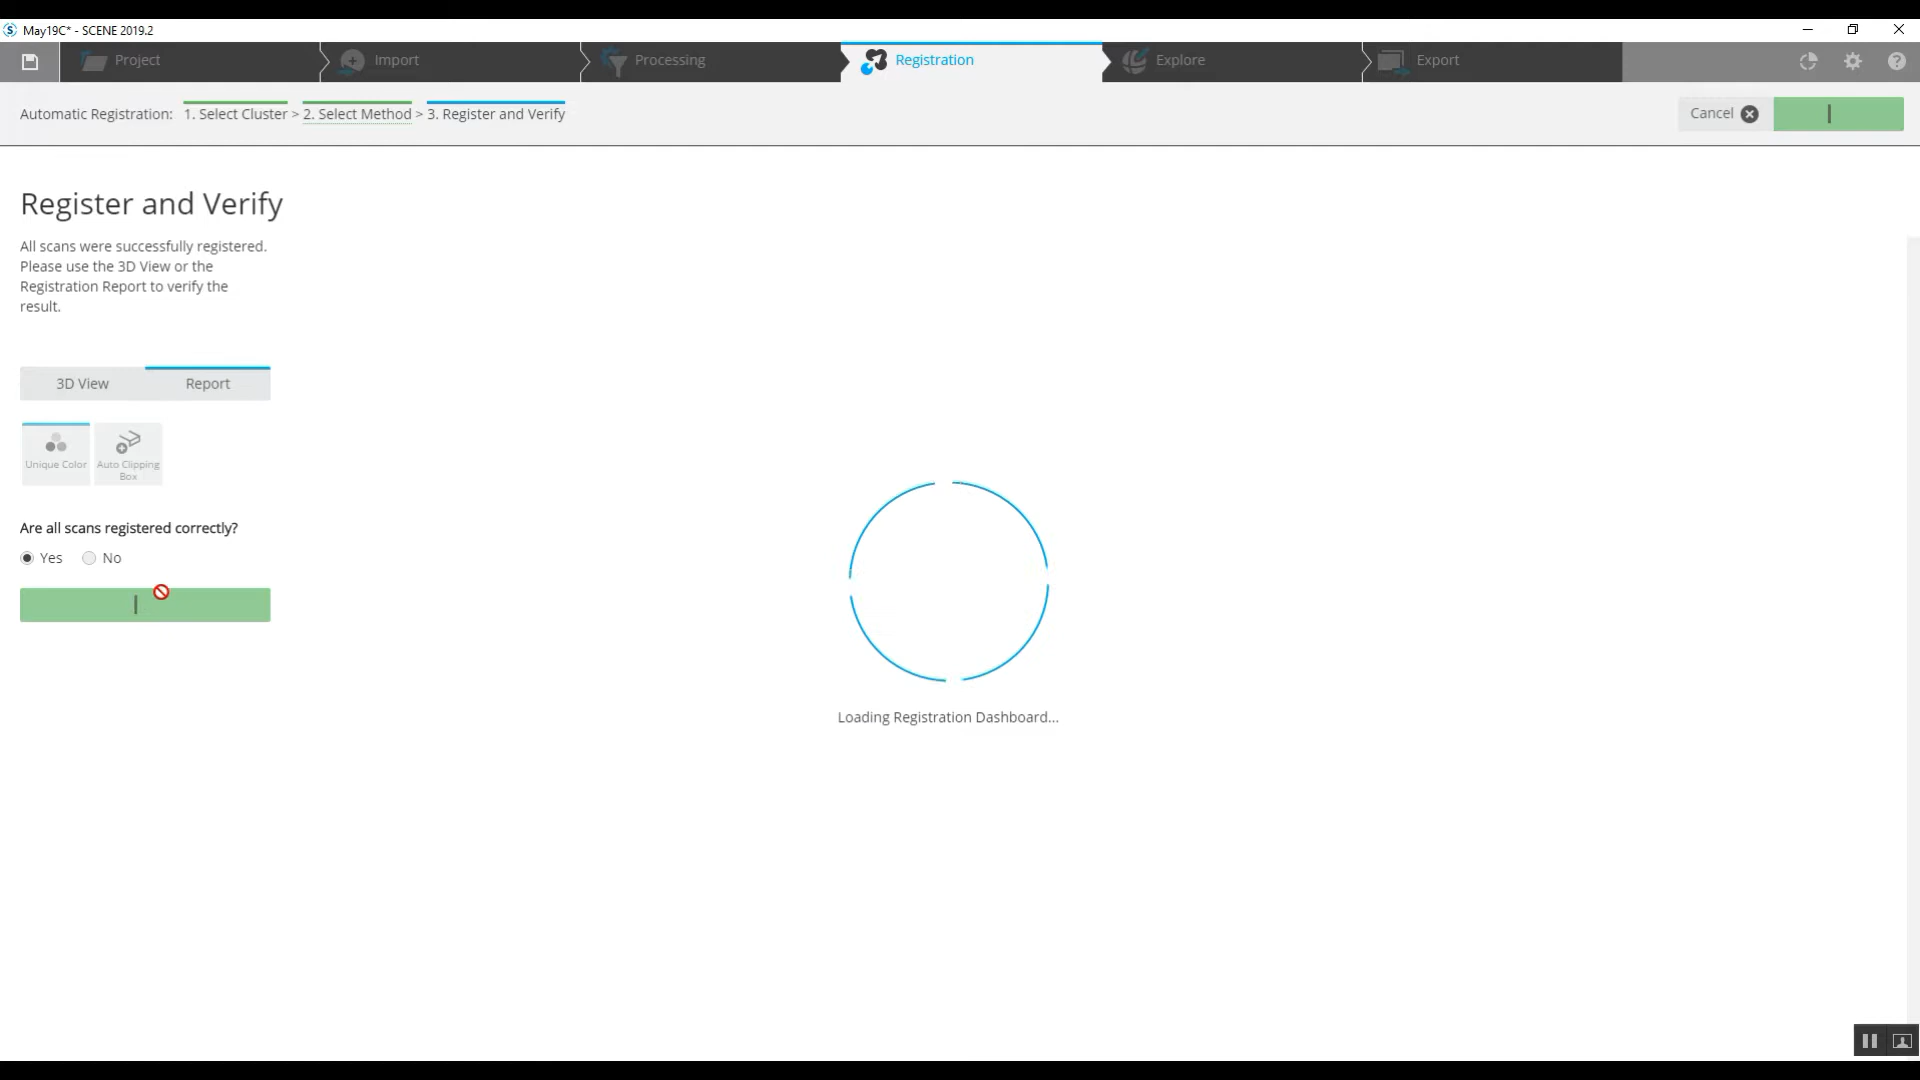 May19C* - SCENE 2019.2
Project
Import
Processing
Registration
Explore
Export
Automatic Registration: 1. Select Cluster > 2. Select Method > 3. Register and Verify
Cancel
Register and Verify
All scans were successfully registered.
Please use the 3D View or the
Registration Report to verify the
result.
3D View
Report
Unique Color
Auto Clipping
Box
Are all scans registered correctly?
Yes
No
Loading Registration Dashboard...